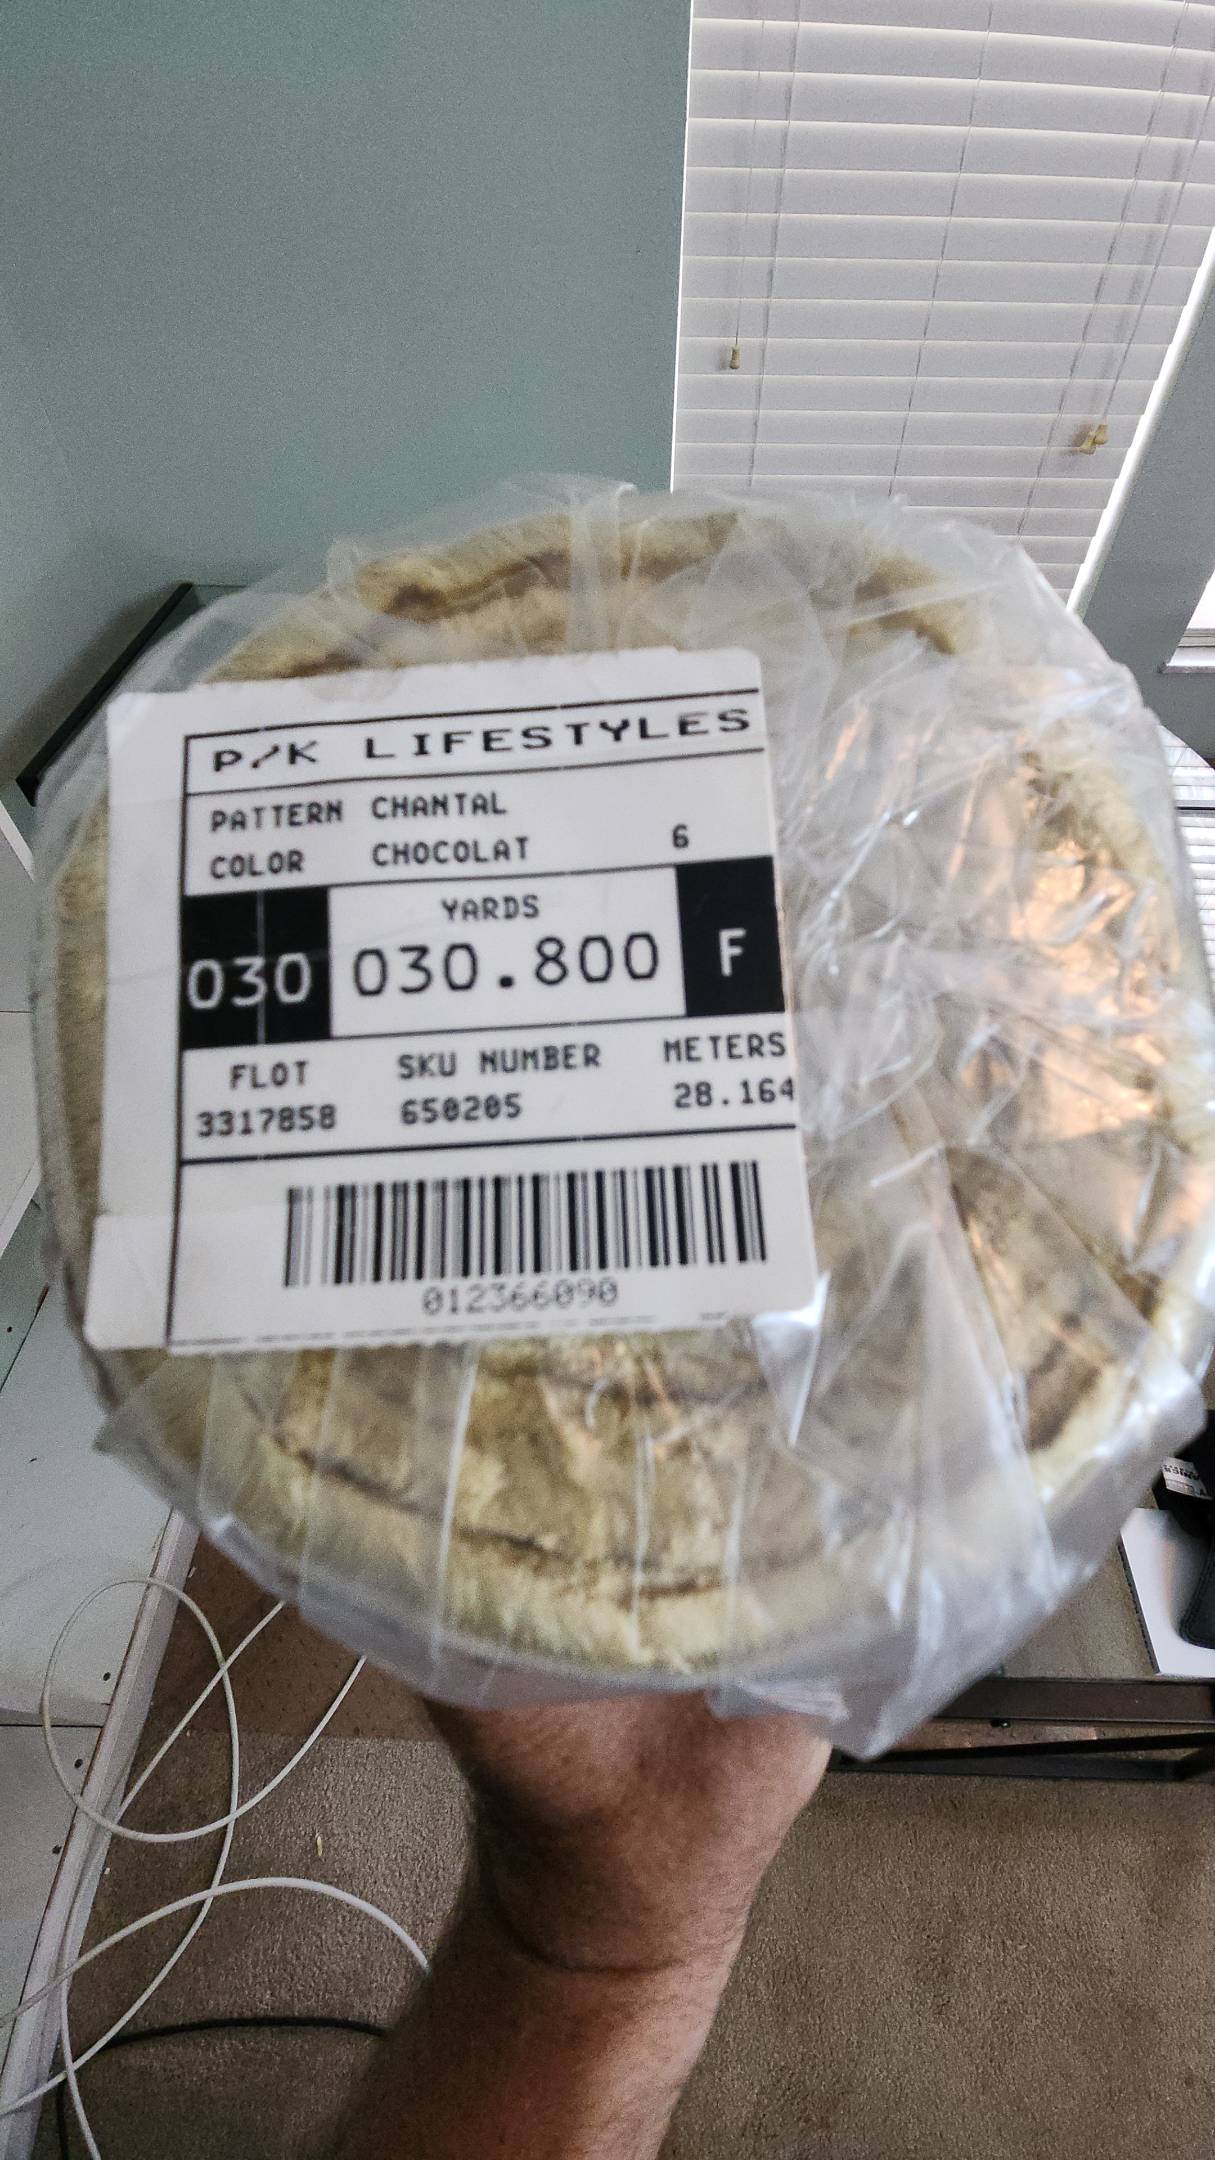 P/K LIFESTYLES
PATTERN CHANTAL
COLOR CHOCOLAT 6
YARDS
030 030.800 F
FLOT SKU NUMBER METERS
3317858 650205 28.164
012366090